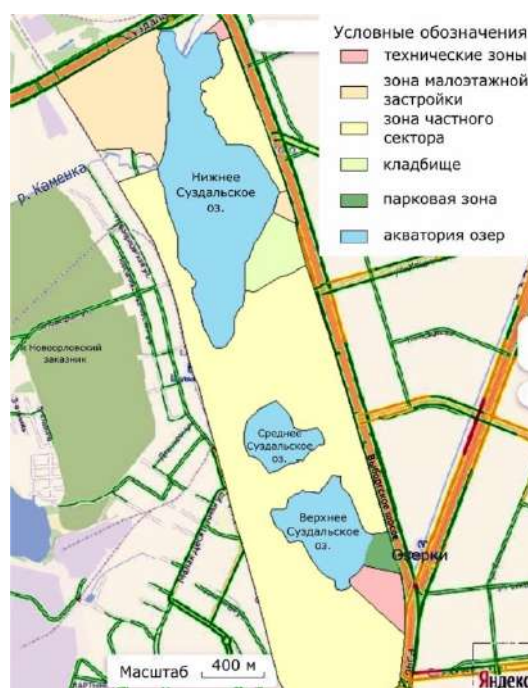 Условные обозначения
технические зоны
зона малоэтажной
застройки
зона частного
сектора
кладбище
парковая зона
акватория озер
р. Каменка
Нижнее
Суздальское
оз.
Новоорловский
заказник
Среднее
Суздальское
оз.
Верхнее
Суздальское
оз.
Выборгское шоссе
Озерки
Масштаб 400 м
Яндекс